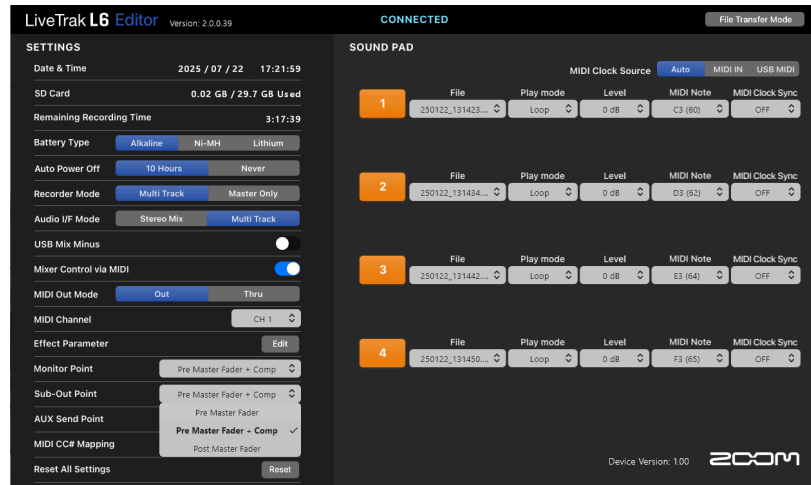 LiveTrak L6 Editor Version: 2.0.0.39 CONNECTED File Transfer Mode
SETTINGS
Date & Time 2025 / 07 / 22 17:21:59
SD Card 0.02 GB / 29.7 GB Used
Remaining Recording Time 3:17:39
Battery Type Alkaline Ni-MH Lithium
Auto Power Off 10 Hours Never
Recorder Mode Multi Track Master Only
Audio I/F Mode Stereo Mix Multi Track
USB Mix Minus
Mixer Control via MIDI
MIDI Out Mode Out Thru
MIDI Channel CH 1
Effect Parameter Edit
Monitor Point Pre Master Fader + Comp
Sub-Out Point Pre Master Fader + Comp
Pre Master Fader
Pre Master Fader + Comp
Post Master Fader
AUX Send Point
MIDI CC# Mapping
Reset All Settings Reset
SOUND PAD
MIDI Clock Source Auto MIDI IN USB MIDI
File Play mode Level MIDI Note MIDI Clock Sync
1 250122_131423.... Loop 0 dB C3 (60) OFF
File Play mode Level MIDI Note MIDI Clock Sync
2 250122_131434.... Loop 0 dB D3 (62) OFF
File Play mode Level MIDI Note MIDI Clock Sync
3 250122_131442.... Loop 0 dB E3 (64) OFF
File Play mode Level MIDI Note MIDI Clock Sync
4 250122_131450.... Loop 0 dB F3 (65) OFF
Device Version: 1.00 ZOOM